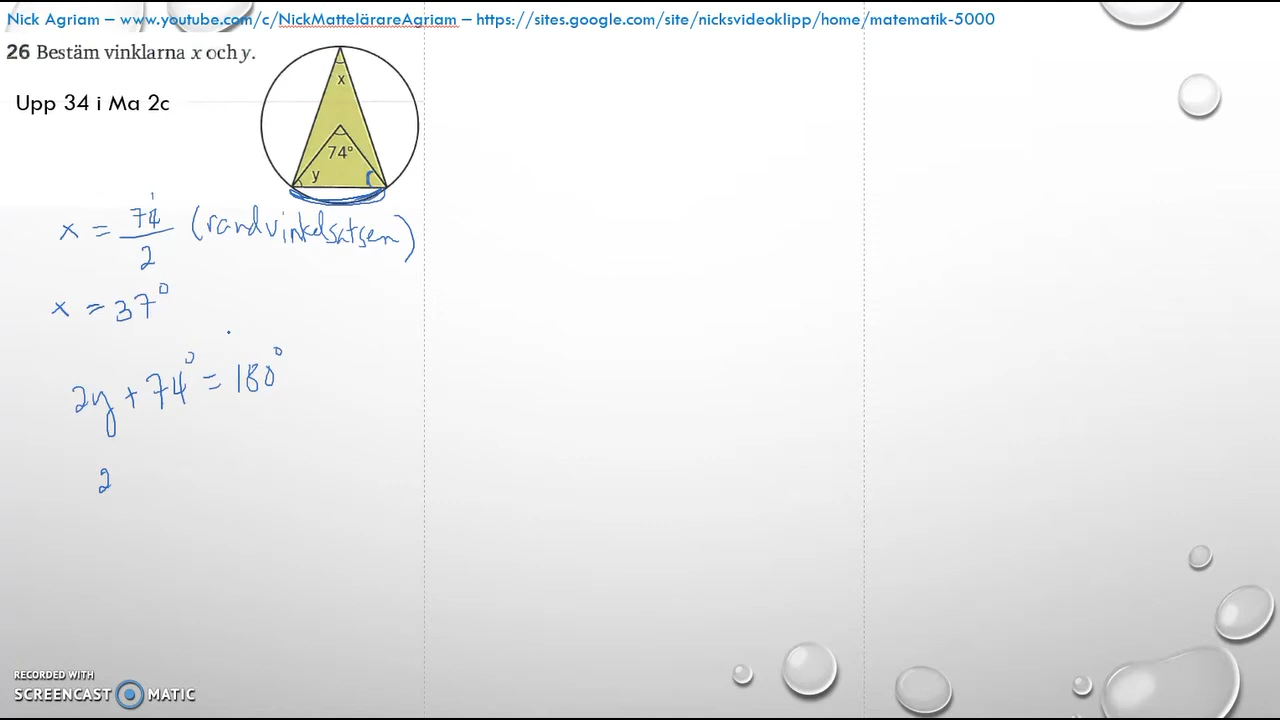 Nick Agriam – www.youtube.com/c/NickMattelärareAgriam – https://sites.google.com/site/nicksvideoklipp/home/matematik-5000
26 Bestäm vinklarna x och y.
x
Upp 34 i Ma 2c
74°
y
x = 74/2 (randvinkelsatsen)
x = 37°
2y + 74° = 180°
2
RECORDED WITH
SCREENCAST MATIC